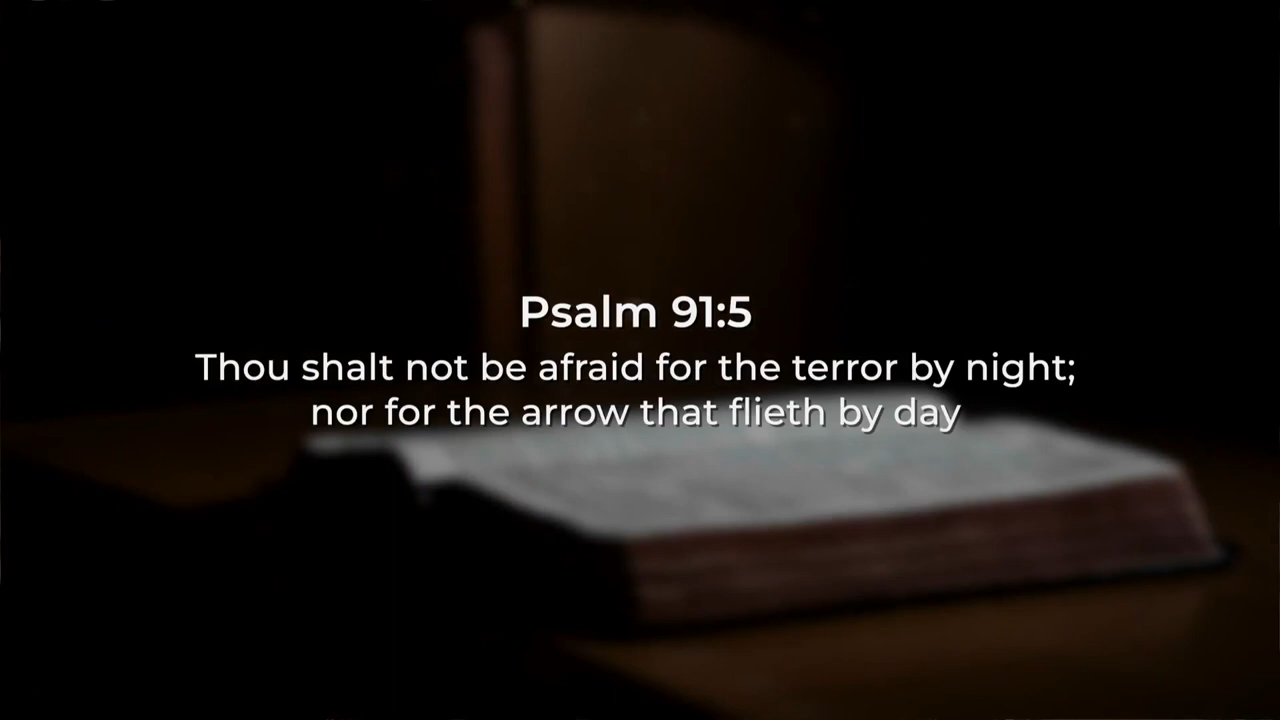 Psalm 91:5
Thou shalt not be afraid for the terror by night;
nor for the arrow that flieth by day